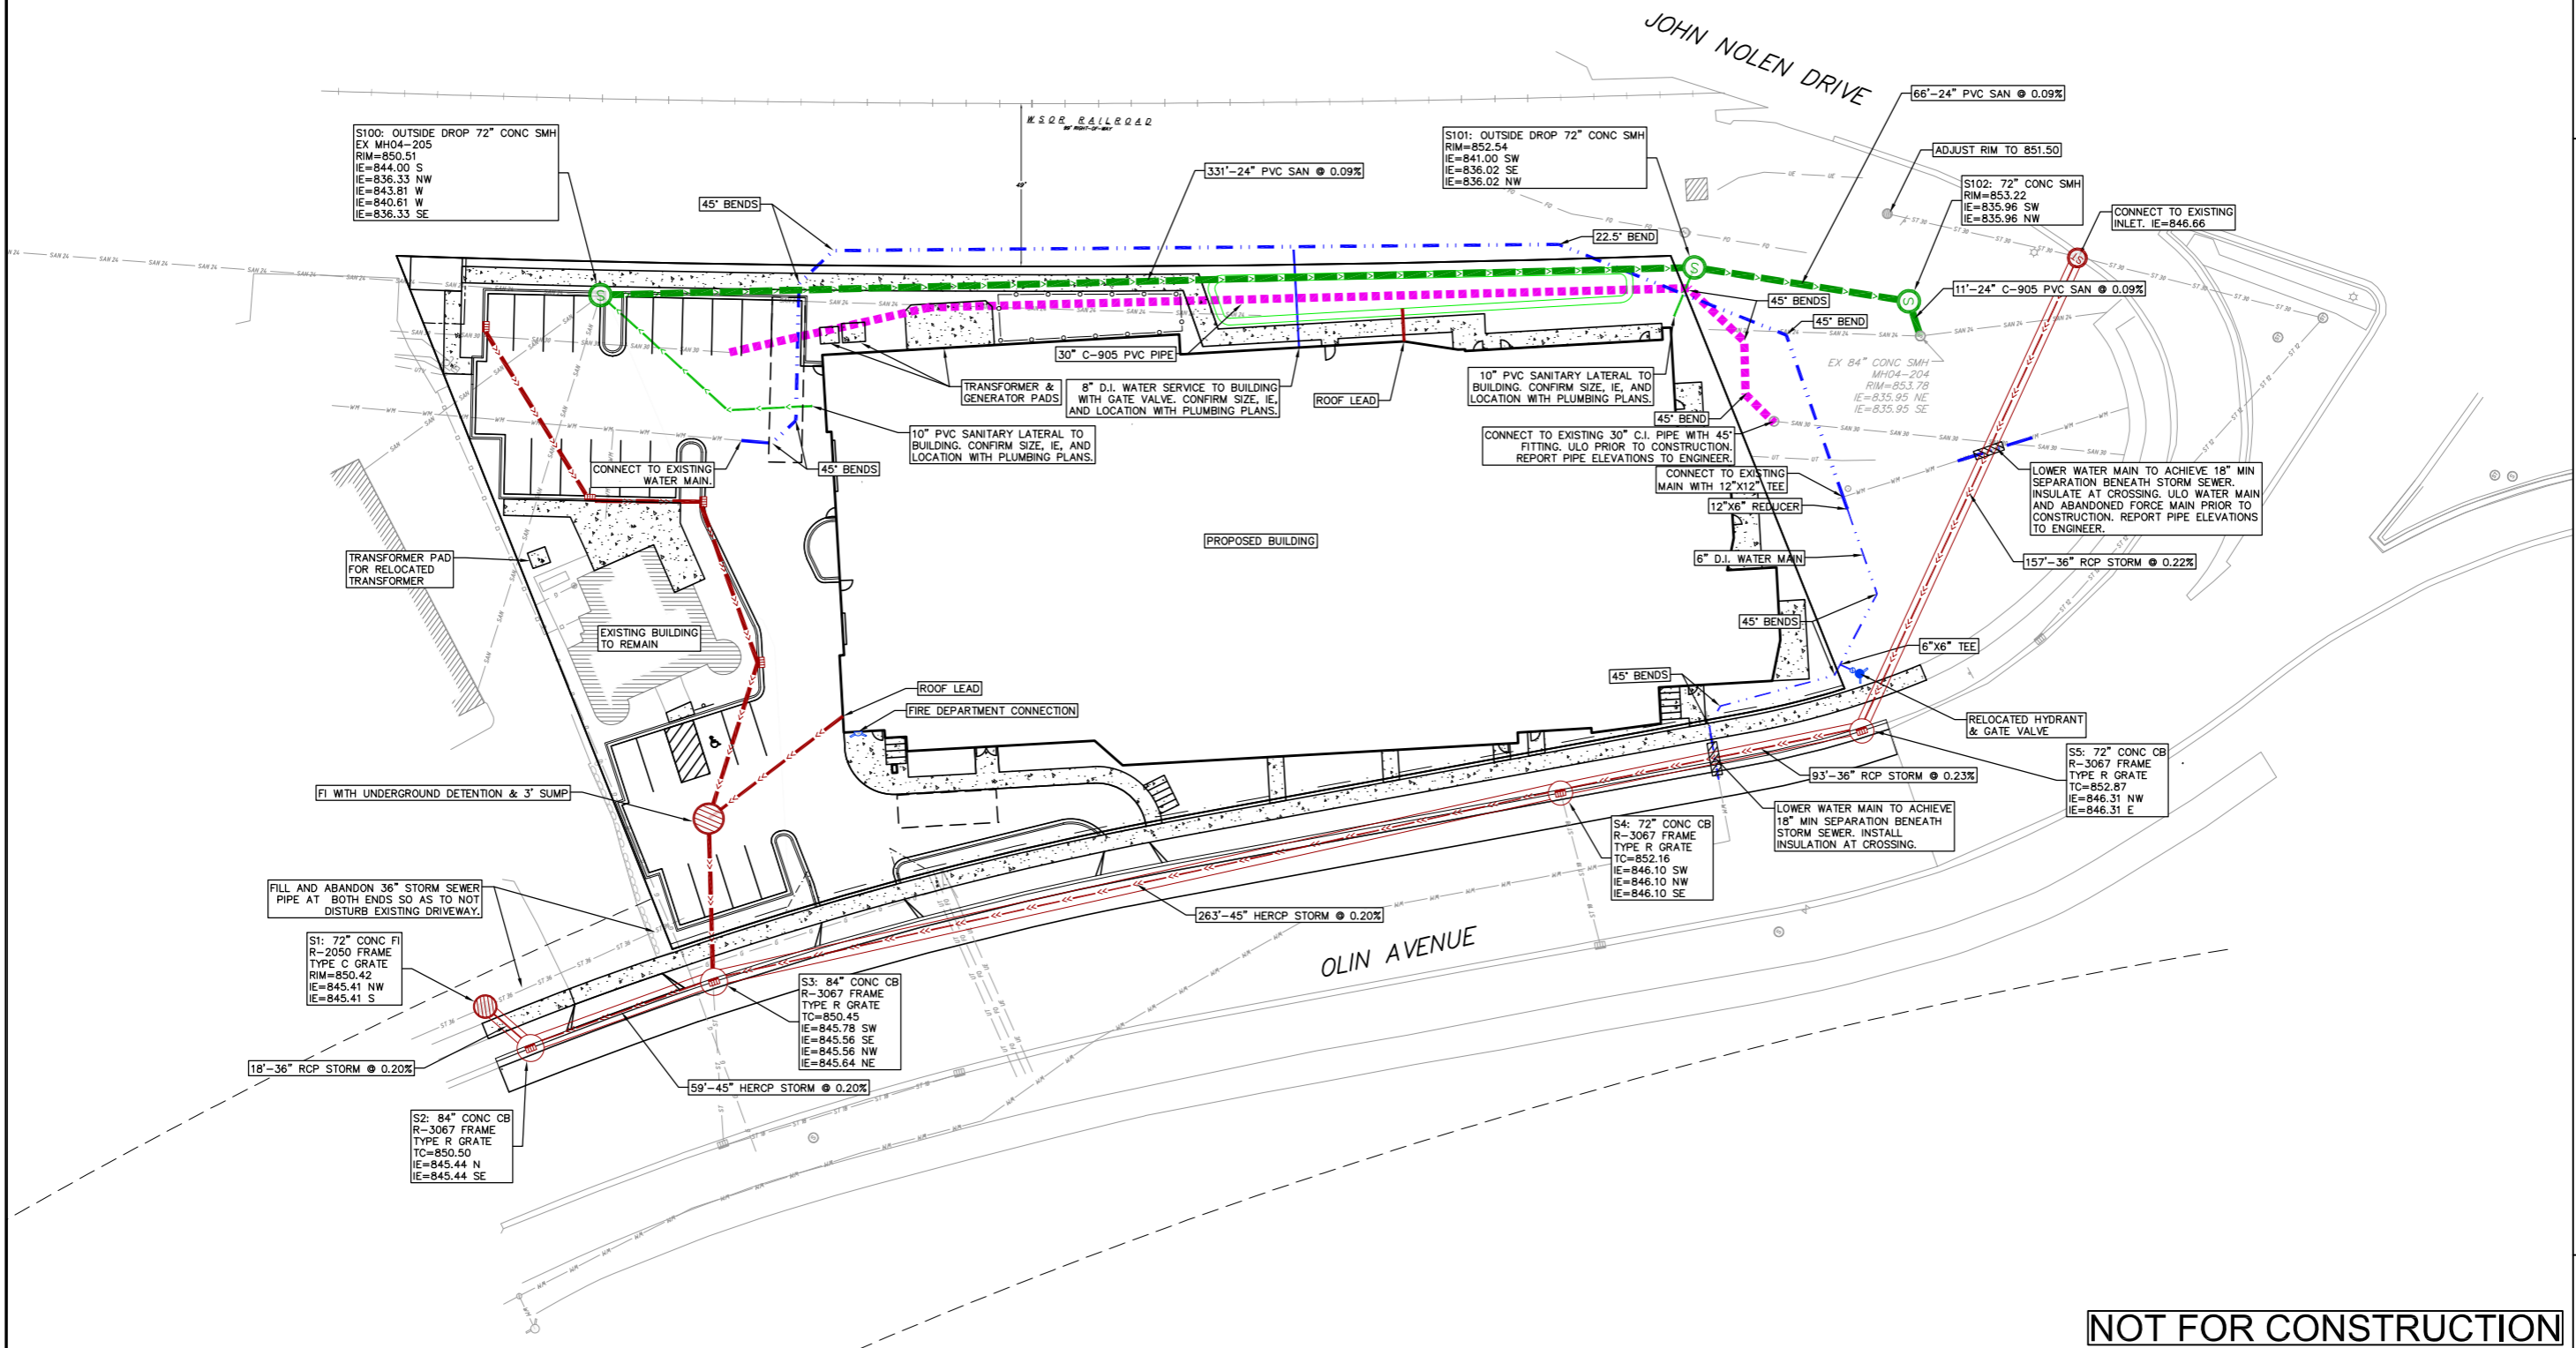 JOHN NOLEN DRIVE
66'-24" PVC SAN @ 0.09%
W.S.O.R. RAILROAD
49'
S100: OUTSIDE DROP 72" CONC SMH
EX MH04-205
RIM=850.51
IE=844.00 S
IE=836.33 NW
IE=843.81 W
IE=840.61 W
IE=836.33 SE
S101: OUTSIDE DROP 72" CONC SMH
RIM=852.54
IE=841.00 SW
IE=836.02 SE
IE=836.02 NW
ADJUST RIM TO 851.50
331'-24" PVC SAN @ 0.09%
S102: 72" CONC SMH
RIM=853.22
IE=835.96 SW
IE=835.96 NW
45° BENDS
CONNECT TO EXISTING
INLET. IE=846.66
22.5° BEND
11'-24" C-905 PVC SAN @ 0.09%
45° BENDS
45° BEND
30" C-905 PVC PIPE
EX 84" CONC SMH
MH04-204
RIM=853.78
IE=835.95 NE
IE=835.95 SE
TRANSFORMER &
GENERATOR PADS
8" D.I. WATER SERVICE TO BUILDING
WITH GATE VALVE. CONFIRM SIZE, IE,
AND LOCATION WITH PLUMBING PLANS.
ROOF LEAD
10" PVC SANITARY LATERAL TO
BUILDING. CONFIRM SIZE, IE, AND
LOCATION WITH PLUMBING PLANS.
45° BEND
10" PVC SANITARY LATERAL TO
BUILDING. CONFIRM SIZE, IE, AND
LOCATION WITH PLUMBING PLANS.
CONNECT TO EXISTING 30" C.I. PIPE WITH 45°
FITTING. ULO PRIOR TO CONSTRUCTION.
REPORT PIPE ELEVATIONS TO ENGINEER.
CONNECT TO EXISTING
WATER MAIN.
45° BENDS
CONNECT TO EXISTING
MAIN WITH 12"X12" TEE
LOWER WATER MAIN TO ACHIEVE 18" MIN
SEPARATION BENEATH STORM SEWER.
INSULATE AT CROSSING. ULO WATER MAIN
AND ABANDONED FORCE MAIN PRIOR TO
CONSTRUCTION. REPORT PIPE ELEVATIONS
TO ENGINEER.
12"X6" REDUCER
PROPOSED BUILDING
6" D.I. WATER MAIN
157'-36" RCP STORM @ 0.22%
TRANSFORMER PAD
FOR RELOCATED
TRANSFORMER
EXISTING BUILDING
TO REMAIN
45° BENDS
6"X6" TEE
45° BENDS
ROOF LEAD
FIRE DEPARTMENT CONNECTION
RELOCATED HYDRANT
& GATE VALVE
S5: 72" CONC CB
R-3067 FRAME
TYPE R GRATE
TC=852.87
IE=846.31 NW
IE=846.31 E
93'-36" RCP STORM @ 0.23%
FI WITH UNDERGROUND DETENTION & 3' SUMP
LOWER WATER MAIN TO ACHIEVE
18" MIN SEPARATION BENEATH
STORM SEWER. INSTALL
INSULATION AT CROSSING.
S4: 72" CONC CB
R-3067 FRAME
TYPE R GRATE
TC=852.16
IE=846.10 SW
IE=846.10 NW
IE=846.10 SE
FILL AND ABANDON 36" STORM SEWER
PIPE AT BOTH ENDS SO AS TO NOT
DISTURB EXISTING DRIVEWAY.
263'-45" HERCP STORM @ 0.20%
OLIN AVENUE
S1: 72" CONC FI
R-2050 FRAME
TYPE C GRATE
RIM=850.42
IE=845.41 NW
IE=845.41 S
S3: 84" CONC CB
R-3067 FRAME
TYPE R GRATE
TC=850.45
IE=845.78 SW
IE=845.56 SE
IE=845.56 NW
IE=845.64 NE
18'-36" RCP STORM @ 0.20%
59'-45" HERCP STORM @ 0.20%
S2: 84" CONC CB
R-3067 FRAME
TYPE R GRATE
TC=850.50
IE=845.44 N
IE=845.44 SE
NOT FOR CONSTRUCTION